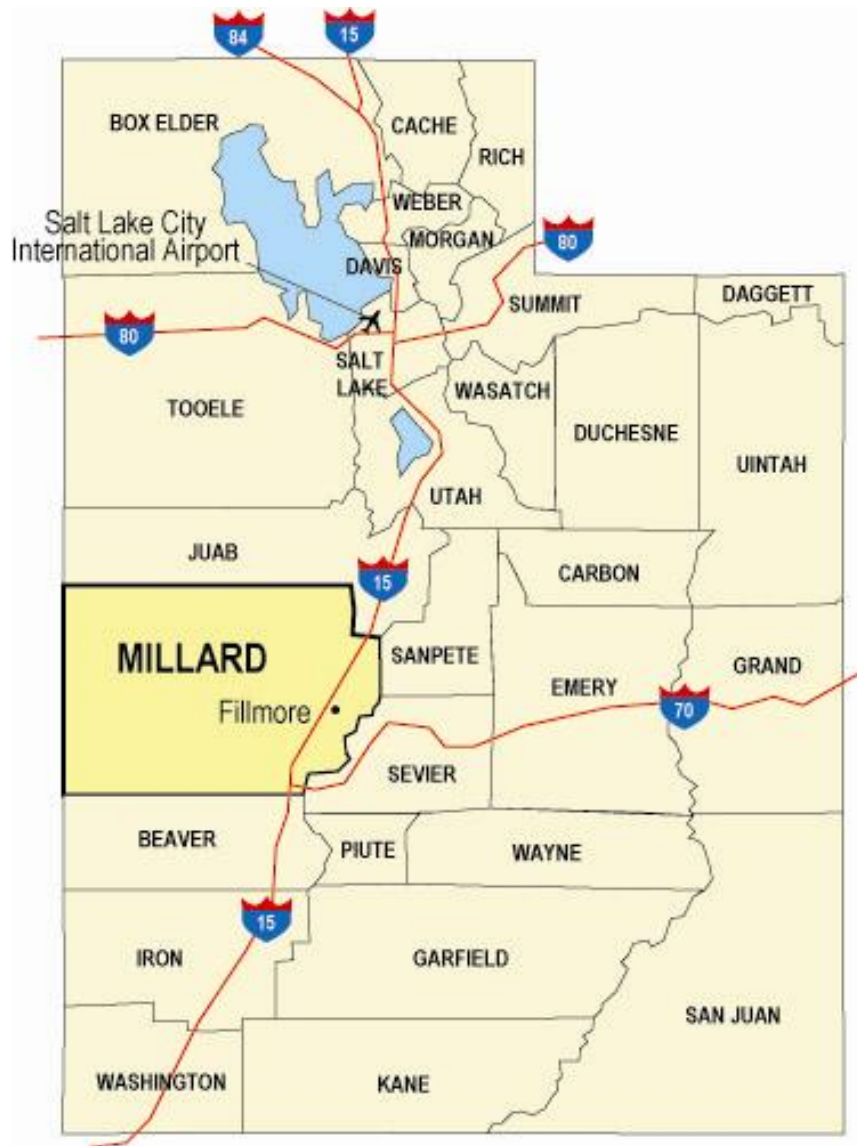 84
15
BOX ELDER
CACHE
RICH
WEBER
Salt Lake City
International Airport
MORGAN
DAVIS
80
SUMMIT
DAGGETT
80
SALT
LAKE
WASATCH
TOOELE
DUCHESNE
UINTAH
UTAH
JUAB
15
CARBON
MILLARD
SANPETE
GRAND
EMERY
Fillmore
70
SEVIER
BEAVER
PIUTE
WAYNE
15
IRON
GARFIELD
SAN JUAN
WASHINGTON
KANE